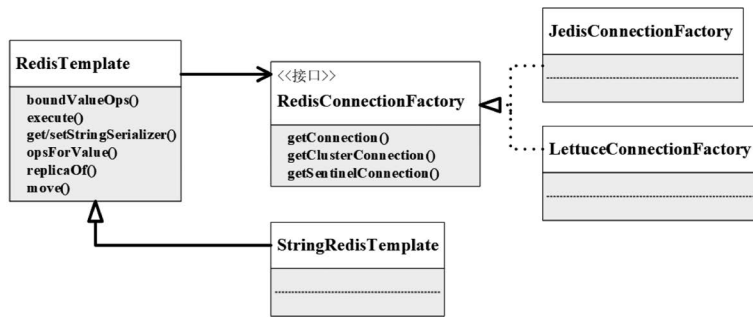 RedisTemplate
boundValueOps()
execute()
get/setStringSerializer()
opsForValue()
replicaOf()
move()
<<接口>>
RedisConnectionFactory
getConnection()
getClusterConnection()
getSentinelConnection()
JedisConnectionFactory
LettuceConnectionFactory
StringRedisTemplate